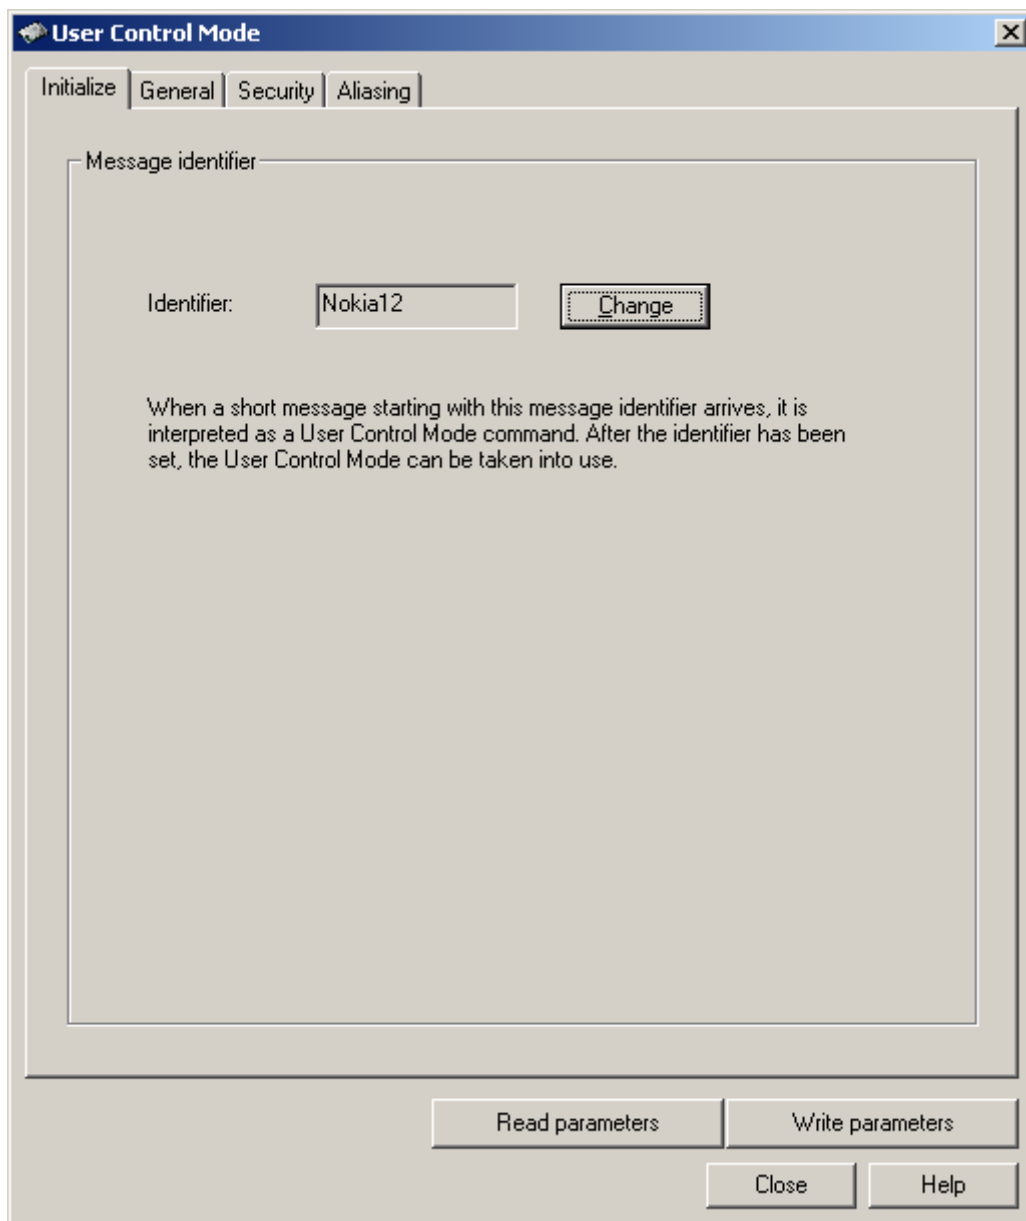 User Control Mode
Initialize General Security Aliasing
Message identifier
Identifier: Nokia12 Change
When a short message starting with this message identifier arrives, it is
interpreted as a User Control Mode command. After the identifier has been
set, the User Control Mode can be taken into use.
Read parameters Write parameters
Close Help